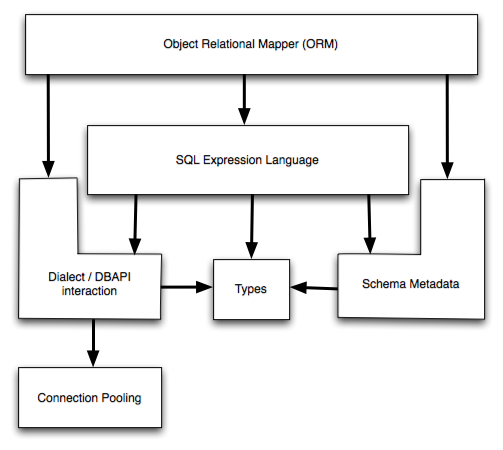 Object Relational Mapper (ORM)
SQL Expression Language
Dialect / DBAPI
interaction
Types
Schema Metadata
Connection Pooling